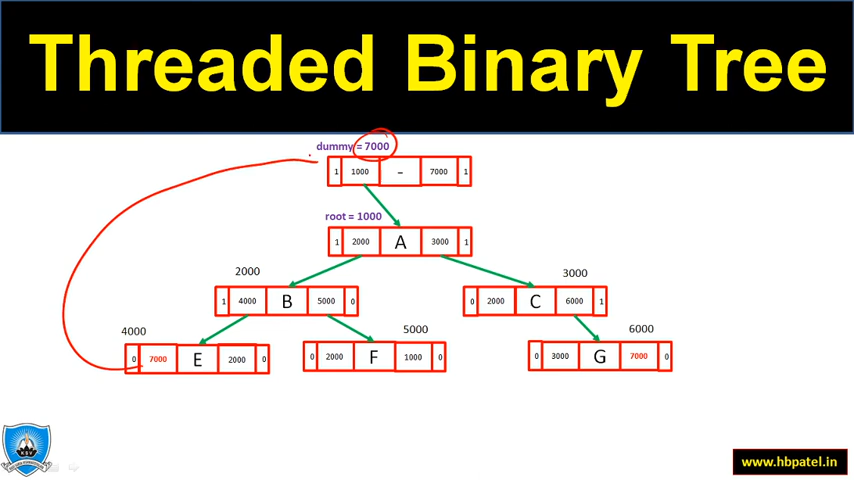 Threaded Binary Tree
dummy = 7000
1 1000 - 7000 1
root = 1000
1 2000 A 3000 1
2000 3000
1 4000 B 5000 0 0 2000 C 6000 1
4000 5000 6000
0 7000 E 2000 0 0 2000 F 1000 0 0 3000 G 7000 0
KSV
www.hbpatel.in